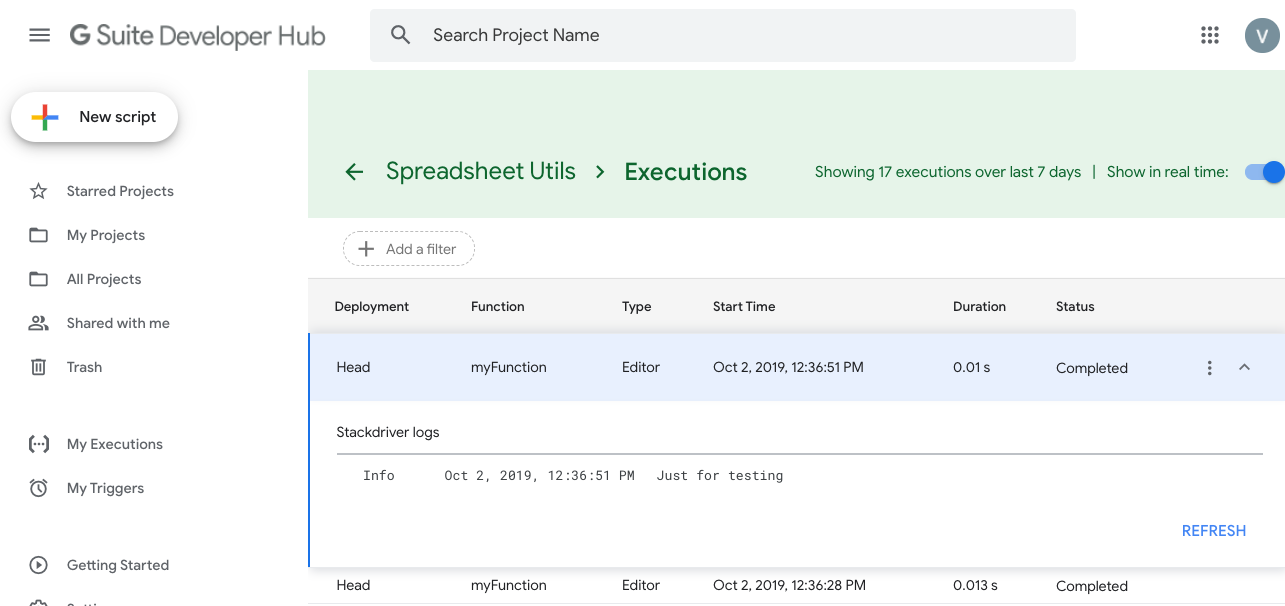 G Suite Developer Hub
Search Project Name
V
New script
Starred Projects
My Projects
All Projects
Shared with me
Trash
My Executions
My Triggers
Getting Started
Spreadsheet Utils > Executions
Showing 17 executions over last 7 days | Show in real time:
Add a filter
Deployment Function Type Start Time Duration Status
Head myFunction Editor Oct 2, 2019, 12:36:51 PM 0.01 s Completed
Stackdriver logs
Info Oct 2, 2019, 12:36:51 PM Just for testing
REFRESH
Head myFunction Editor Oct 2, 2019, 12:36:28 PM 0.013 s Completed